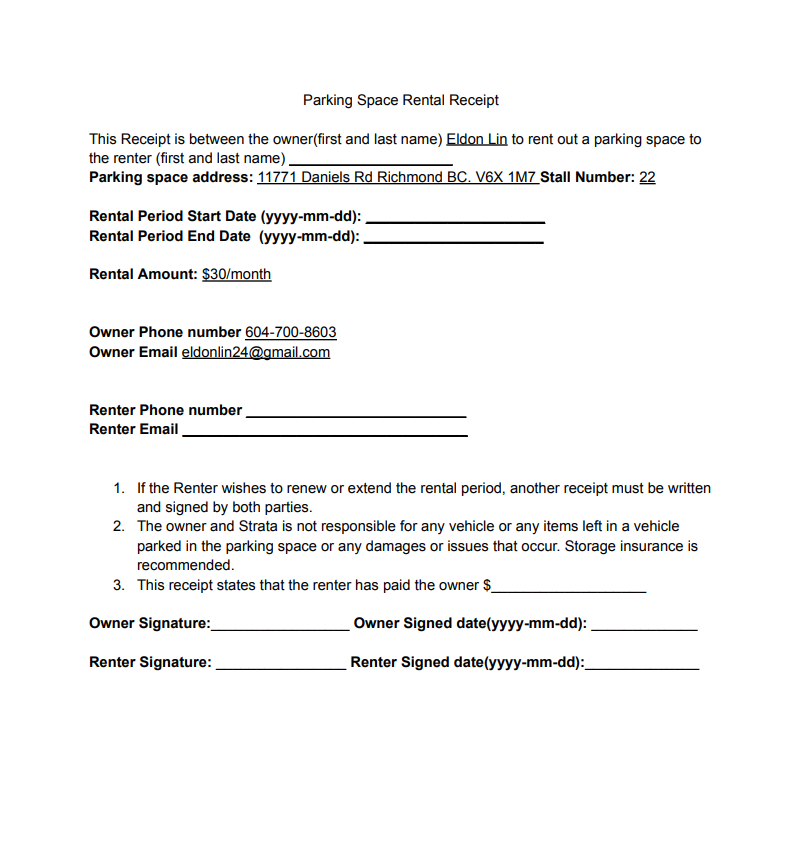 Parking Space Rental Receipt
This Receipt is between the owner(first and last name) Eldon Lin to rent out a parking space to
the renter (first and last name) ____________________
Parking space address: 11771 Daniels Rd Richmond BC. V6X 1M7 Stall Number: 22
Rental Period Start Date (yyyy-mm-dd): ______________________
Rental Period End Date (yyyy-mm-dd): ______________________
Rental Amount: $30/month
Owner Phone number 604-700-8603
Owner Email eldonlin24@gmail.com
Renter Phone number ___________________________
Renter Email ___________________________________
1. If the Renter wishes to renew or extend the rental period, another receipt must be written
and signed by both parties.
2. The owner and Strata is not responsible for any vehicle or any items left in a vehicle
parked in the parking space or any damages or issues that occur. Storage insurance is
recommended.
3. This receipt states that the renter has paid the owner $___________________
Owner Signature:_________________ Owner Signed date(yyyy-mm-dd): _____________
Renter Signature: ________________ Renter Signed date(yyyy-mm-dd):______________